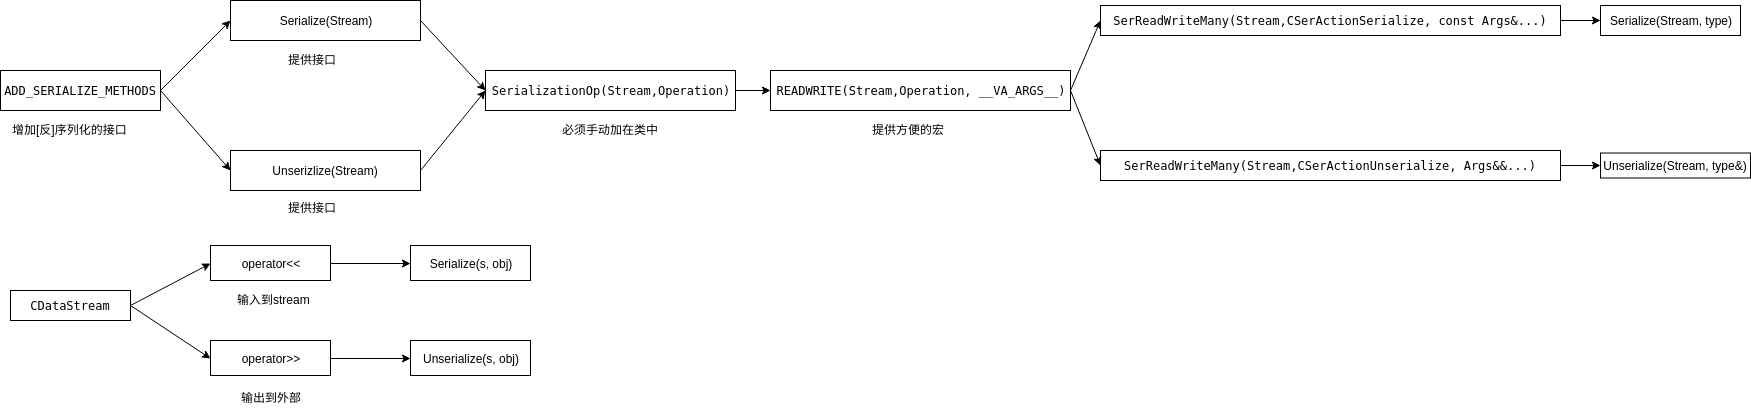 Serialize(Stream)
提供接口
SerReadWriteMany(Stream,CSerActionSerialize, const Args&...)
Serialize(Stream, type)
ADD_SERIALIZE_METHODS
增加[反]序列化的接口
SerializationOp(Stream,Operation)
必须手动加在类中
READWRITE(Stream,Operation, __VA_ARGS__)
提供方便的宏
Unserizlize(Stream)
提供接口
SerReadWriteMany(Stream,CSerActionUnserialize, Args&&...)
Unserialize(Stream, type&)
operator<<
输入到stream
Serialize(s, obj)
CDataStream
operator>>
输出到外部
Unserialize(s, obj)